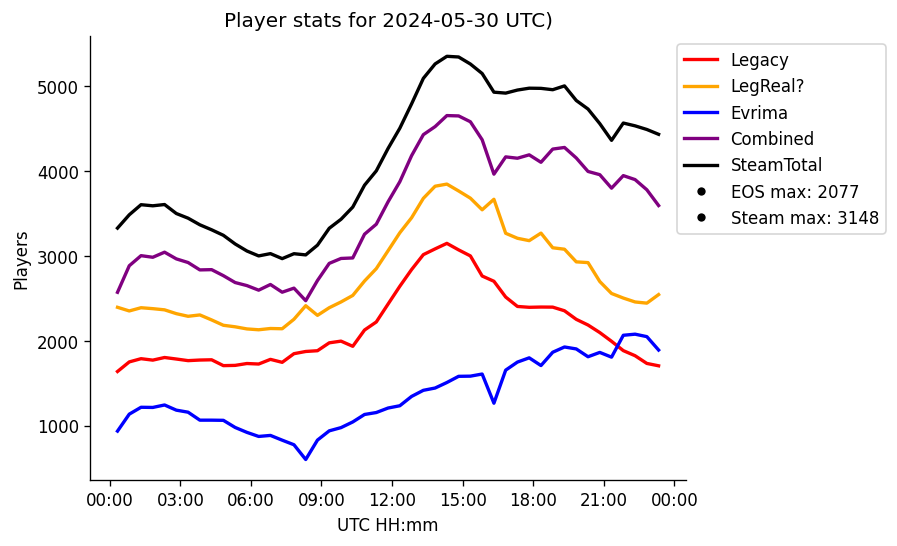 Player stats for 2024-05-30 UTC)
Legacy
LegReal?
Evrima
Combined
SteamTotal
EOS max: 2077
Steam max: 3148
Players
5000
4000
3000
2000
1000
00:00 03:00 06:00 09:00 12:00 15:00 18:00 21:00 00:00
UTC HH:mm